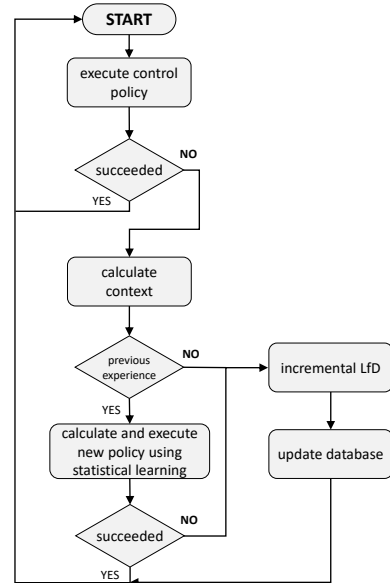 START
execute control
policy
NO
succeeded
YES
calculate
context
NO
previous
experience
incremental LfD
YES
calculate and execute
new policy using
statistical learning
update database
NO
succeeded
YES